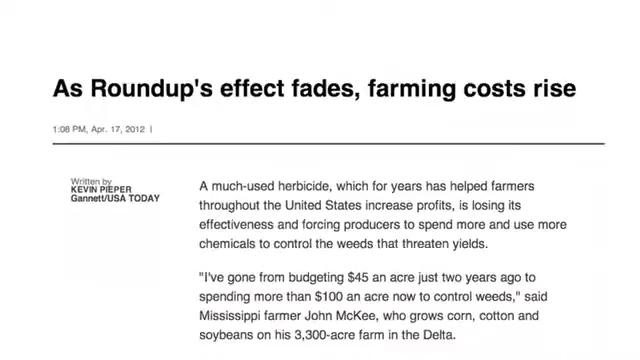 As Roundup's effect fades, farming costs rise
1:08 PM, Apr. 17, 2012 |
Written by
KEVIN PIEPER
Gannett/USA TODAY
A much-used herbicide, which for years has helped farmers
throughout the United States increase profits, is losing its
effectiveness and forcing producers to spend more and use more
chemicals to control the weeds that threaten yields.
"I've gone from budgeting $45 an acre just two years ago to
spending more than $100 an acre now to control weeds," said
Mississippi farmer John McKee, who grows corn, cotton and
soybeans on his 3,300-acre farm in the Delta.